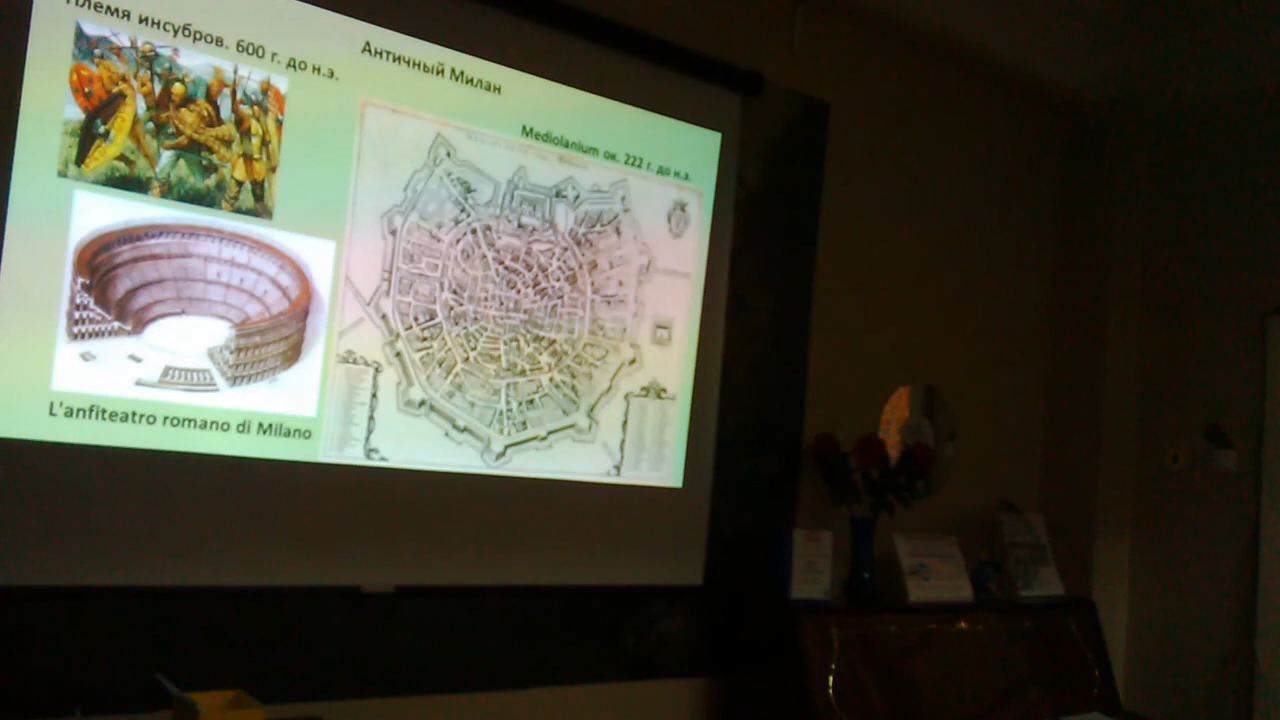 Племя инсубров. 600 г. до н.э.
Античный Милан
Mediolanium ок. 222 г. до н.э.
L'anfiteatro romano di Milano